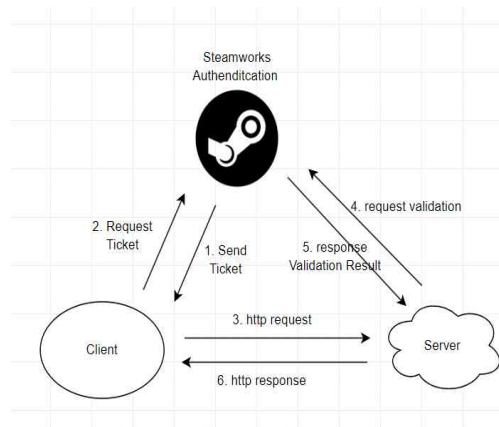 Steamworks
Authenditcation
4. request validation
2. Request
Ticket
1. Send
Ticket
5. response
Validation Result
3. http request
Client
Server
6. http response